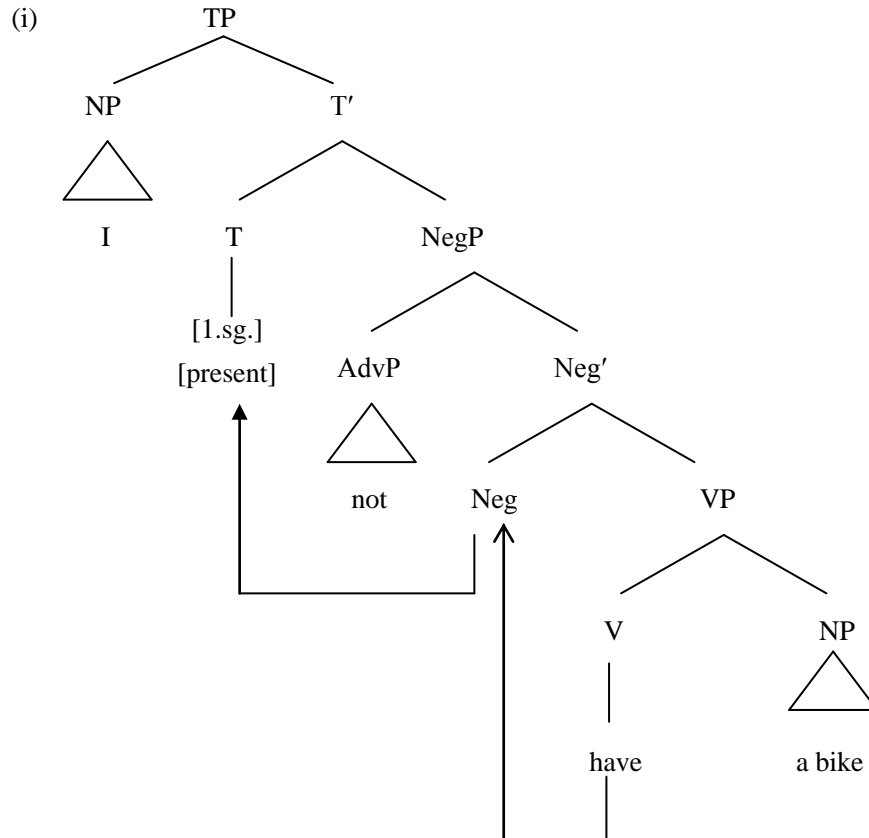 (i) TP
NP T′
I T NegP
[1.sg.]
[present] AdvP Neg′
not Neg VP
V NP
have a bike